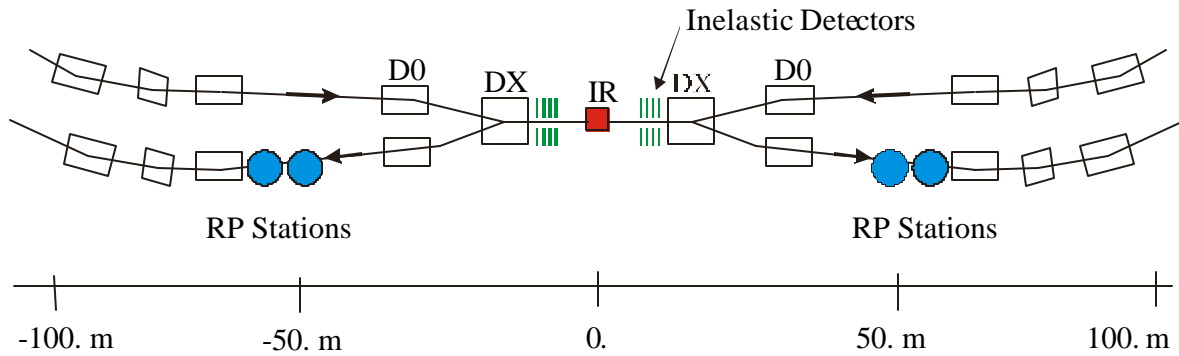 Inelastic Detectors
D0 DX IR DX D0
RP Stations RP Stations
-100. m -50. m 0. 50. m 100. m